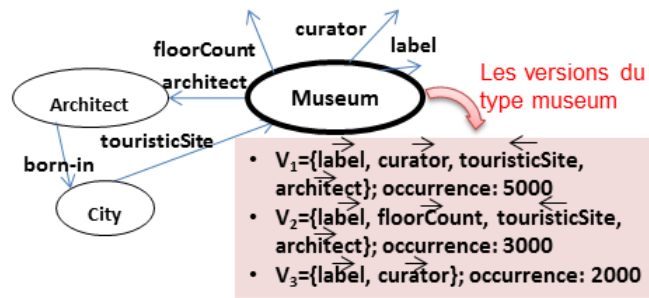 floorCount
curator
label
architect
Museum
Architect
touristicSite
born-in
City
Les versions du
type museum
• V₁={label, curator, touristicSite,
architect}; occurrence: 5000
• V₂={label, floorCount, touristicSite,
architect}; occurrence: 3000
• V₃={label, curator}; occurrence: 2000